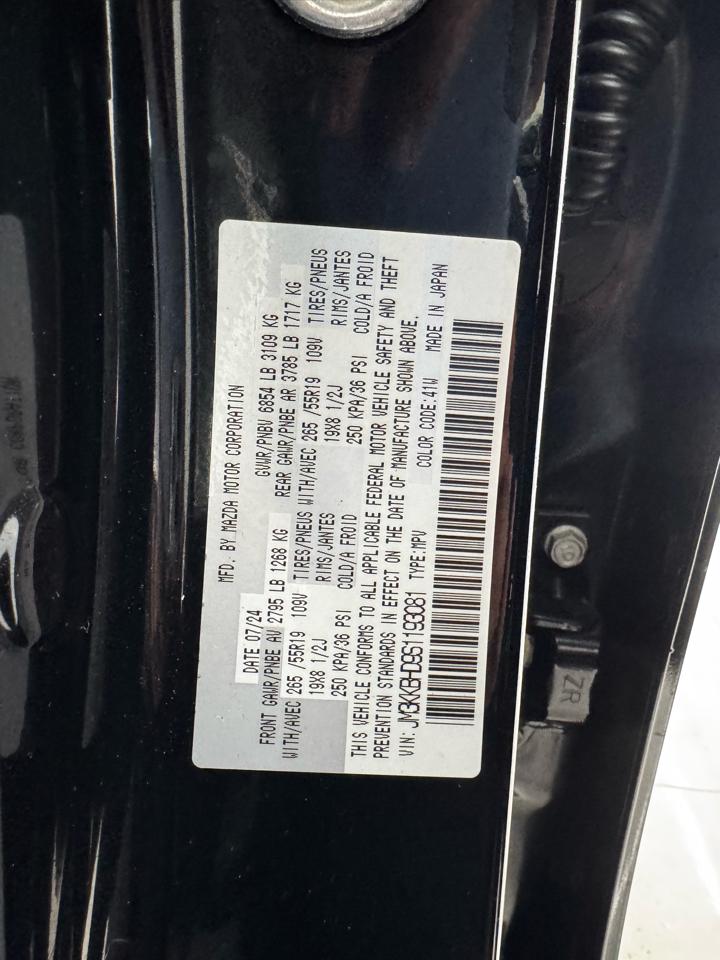 MFD. BY MAZDA MOTOR CORPORATION
DATE 07/24 GVWR/PNBV 6854 LB 3109 KG
FRONT GAWR/PNBE AV 2795 LB 1268 KG REAR GAWR/PNBE AR 3785 LB 1717 KG
WITH/AVEC 265 /55R19 109V TIRES/PNEUS WITH/AVEC 265 /55R19 109V TIRES/PNEUS
19X8 1/2J RIMS/JANTES 19X8 1/2J RIMS/JANTES
250 KPA/36 PSI COLD/A FROID 250 KPA/36 PSI COLD/A FROID
THIS VEHICLE CONFORMS TO ALL APPLICABLE FEDERAL MOTOR VEHICLE SAFETY AND THEFT
PREVENTION STANDARDS IN EFFECT ON THE DATE OF MANUFACTURE SHOWN ABOVE.
VIN: JM3KKBHD9S1193081 TYPE:MPV COLOR CODE:41W MADE IN JAPAN
ZR